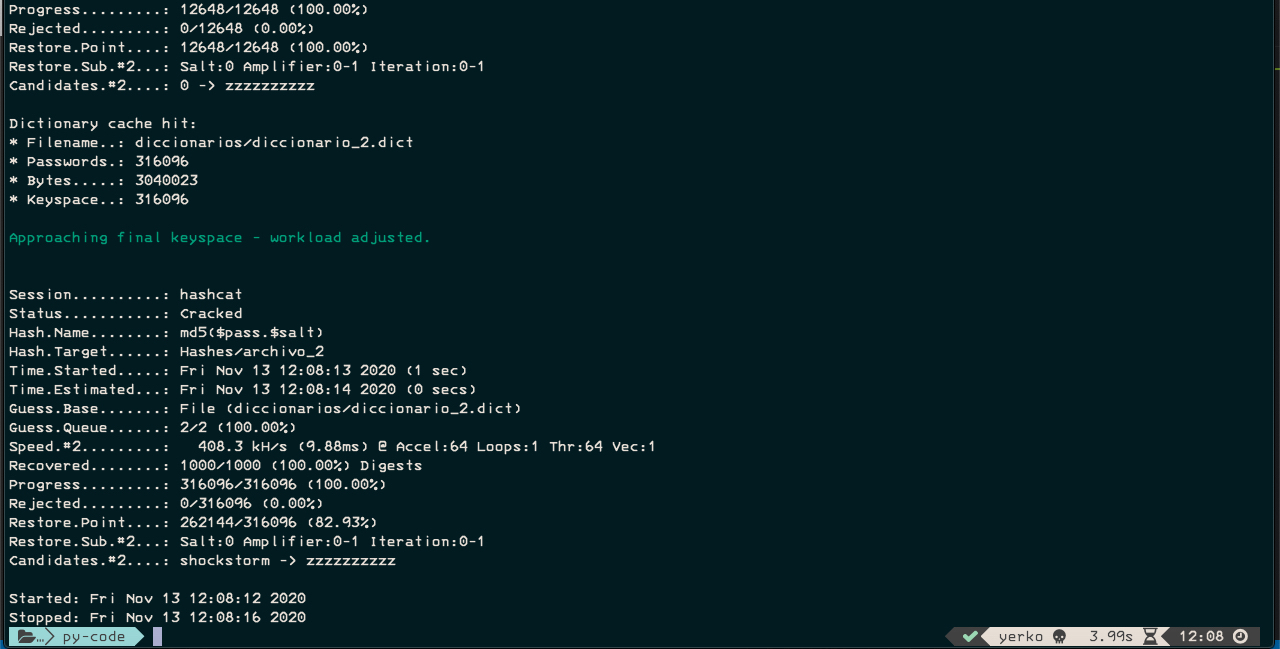 Progress.........: 12648/12648 (100.00%)
Rejected.........: 0/12648 (0.00%)
Restore.Point....: 12648/12648 (100.00%)
Restore.Sub.#2...: Salt:0 Amplifier:0-1 Iteration:0-1
Candidates.#2....: 0 -> zzzzzzzzzz
Dictionary cache hit:
* Filename..: diccionarios/diccionario_2.dict
* Passwords.: 316096
* Bytes.....: 3040023
* Keyspace..: 316096
Approaching final keyspace - workload adjusted.
Session..........: hashcat
Status...........: Cracked
Hash.Name........: md5($pass.$salt)
Hash.Target......: Hashes/archivo_2
Time.Started.....: Fri Nov 13 12:08:13 2020 (1 sec)
Time.Estimated...: Fri Nov 13 12:08:14 2020 (0 secs)
Guess.Base.......: File (diccionarios/diccionario_2.dict)
Guess.Queue......: 2/2 (100.00%)
Speed.#2.........:   408.3 kH/s (9.88ms) @ Accel:64 Loops:1 Thr:64 Vec:1
Recovered........: 1000/1000 (100.00%) Digests
Progress.........: 316096/316096 (100.00%)
Rejected.........: 0/316096 (0.00%)
Restore.Point....: 262144/316096 (82.93%)
Restore.Sub.#2...: Salt:0 Amplifier:0-1 Iteration:0-1
Candidates.#2....: shockstorm -> zzzzzzzzzz
Started: Fri Nov 13 12:08:12 2020
Stopped: Fri Nov 13 12:08:16 2020
… py-code yerko 3.99s 12:08